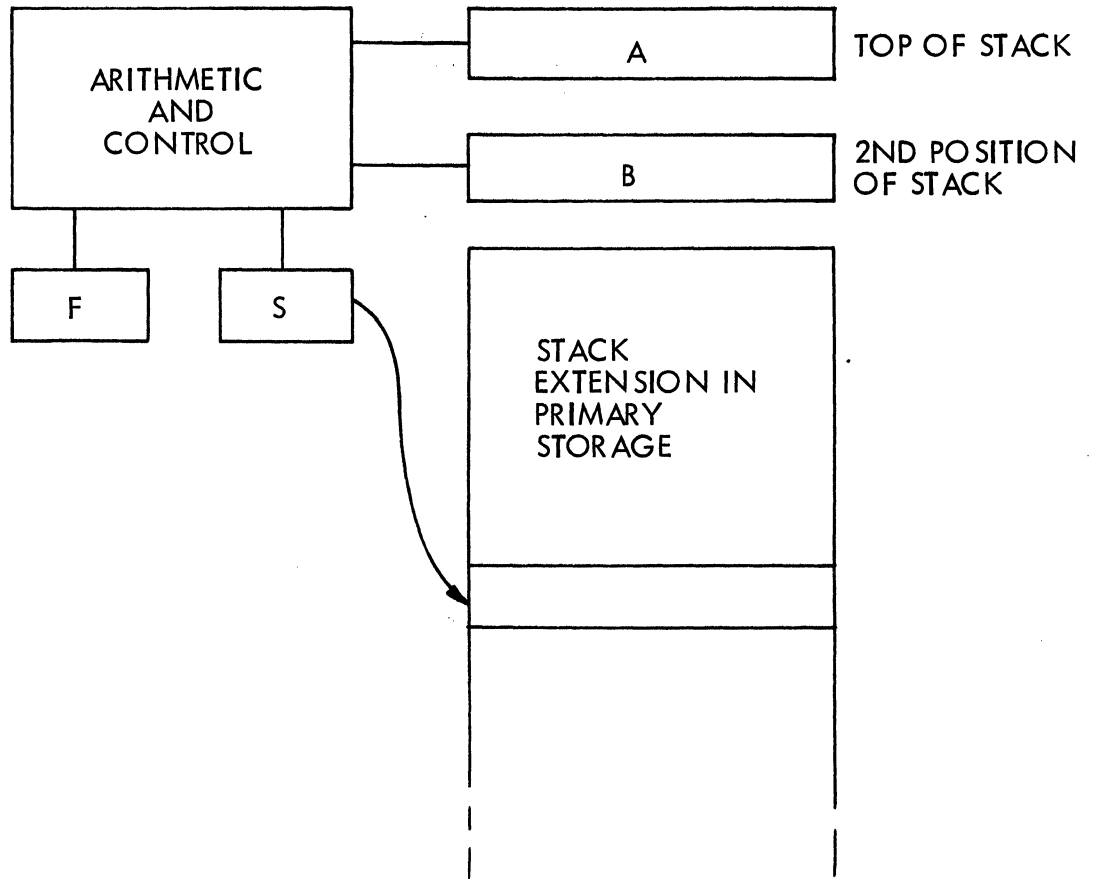 ARITHMETIC
AND
CONTROL
A
TOP OF STACK
B
2ND POSITION
OF STACK
F
S
STACK
EXTENSION IN
PRIMARY
STORAGE